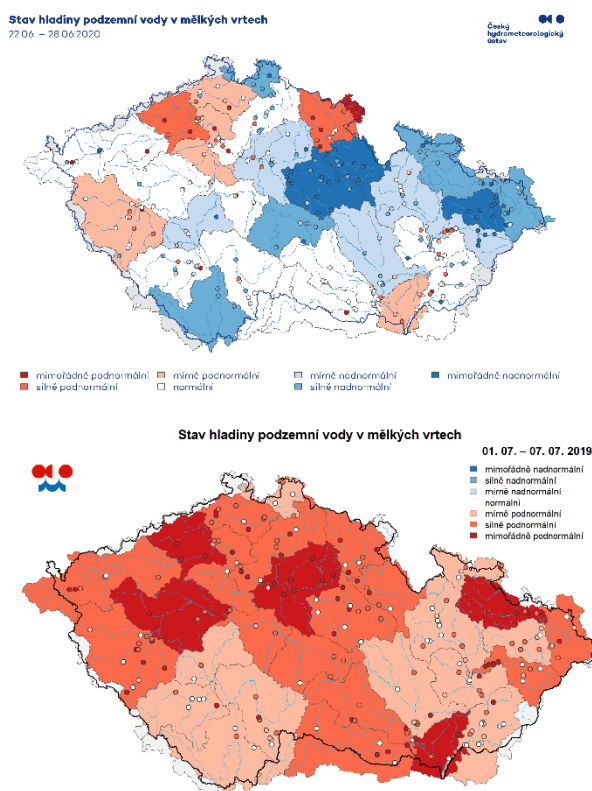 Stav hladiny podzemní vody v mělkých vrtech
22.06. – 28.06.2020
Český
hydrometeorologický
ústav
mimořádně podnormální
mírně podnormální
mírně nadnormální
mimořádně nadnormální
silně podnormální
normální
silně nadnormální
Stav hladiny podzemní vody v mělkých vrtech
01. 07. – 07. 07. 2019
mimořádně nadnormální
silně nadnormální
mírně nadnormální
normalni
mírně podnormální
silně podnormální
mimořádně podnormální